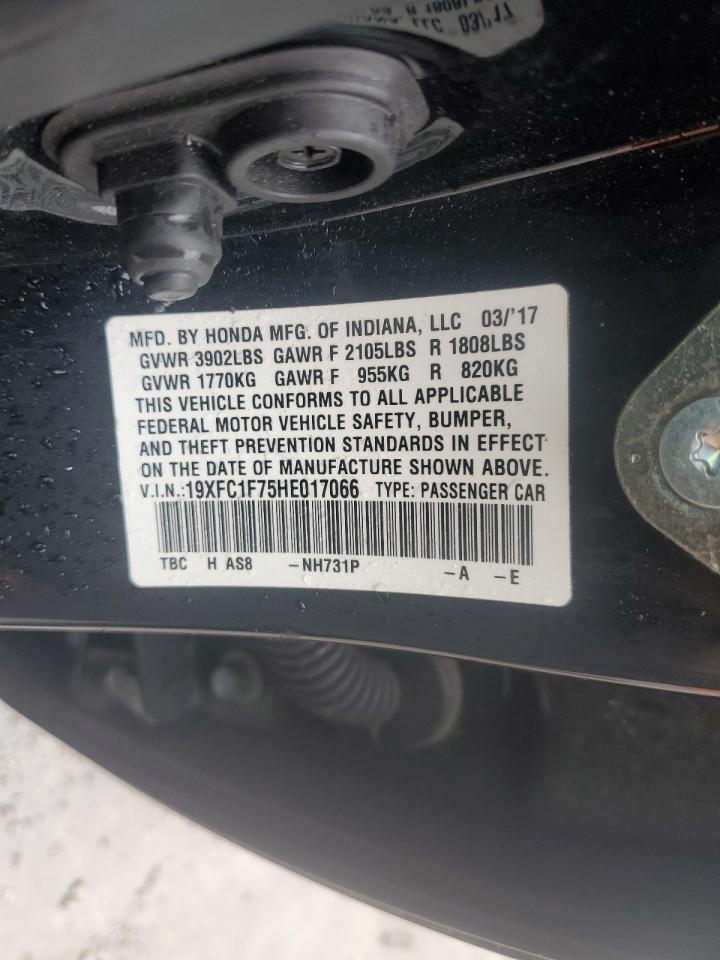 MFD. BY HONDA MFG. OF INDIANA, LLC 03/'17
GVWR 3902LBS GAWR F 2105LBS R 1808LBS
GVWR 1770KG GAWR F 955KG R 820KG
THIS VEHICLE CONFORMS TO ALL APPLICABLE
FEDERAL MOTOR VEHICLE SAFETY, BUMPER,
AND THEFT PREVENTION STANDARDS IN EFFECT
ON THE DATE OF MANUFACTURE SHOWN ABOVE.
V.I.N.:19XFC1F75HE017066 TYPE: PASSENGER CAR
TBC H AS8 -NH731P -A -E